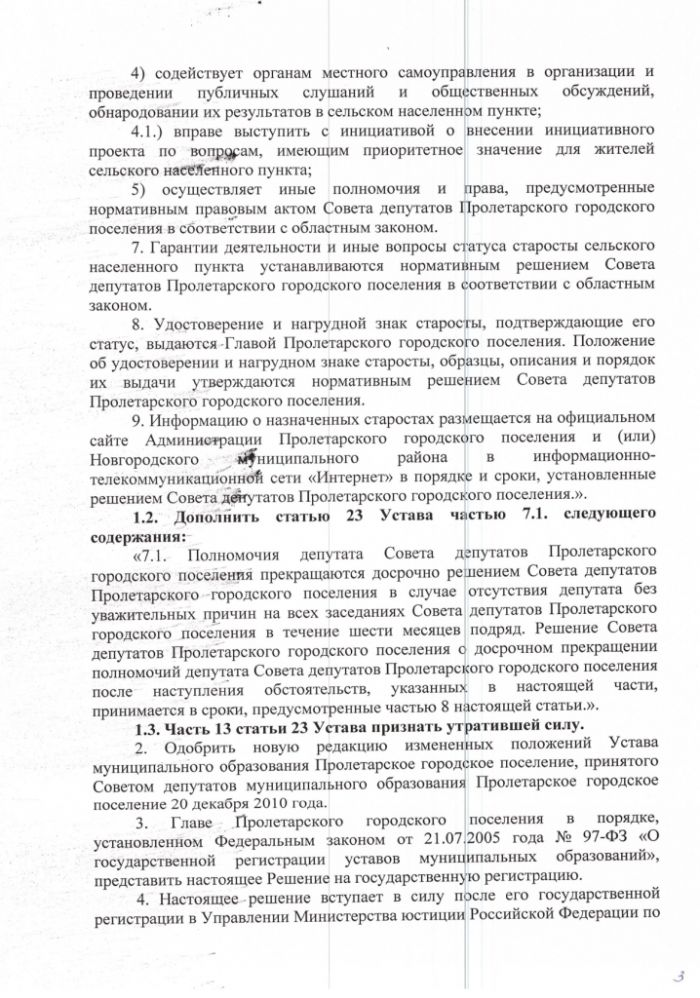 4) содействует органам местного самоуправления в организации и
проведении публичных слушаний и общественных обсуждений,
обнародовании их результатов в сельском населенном пункте;
4.1.) вправе выступить с инициативой о внесении инициативного
проекта по вопросам, имеющим приоритетное значение для жителей
сельского населенного пункта;
5) осуществляет иные полномочия и права, предусмотренные
нормативным правовым актом Совета депутатов Пролетарского городского
поселения в соответствии с областным законом.
7. Гарантии деятельности и иные вопросы статуса старосты сельского
населенного пункта устанавливаются нормативным решением Совета
депутатов Пролетарского городского поселения в соответствии с областным
законом.
8. Удостоверение и нагрудной знак старосты, подтверждающие его
статус, выдаются Главой Пролетарского городского поселения. Положение
об удостоверении и нагрудном знаке старосты, образцы, описания и порядок
их выдачи утверждаются нормативным решением Совета депутатов
Пролетарского городского поселения.
9. Информацию о назначенных старостах размещается на официальном
сайте Администрации Пролетарского городского поселения и (или)
Новгородского муниципального района в информационно-
телекоммуникационной сети «Интернет» в порядке и сроки, установленные
решением Совета депутатов Пролетарского городского поселения.».
1.2. Дополнить статью 23 Устава частью 7.1. следующего
содержания:
«7.1. Полномочия депутата Совета депутатов Пролетарского
городского поселения прекращаются досрочно решением Совета депутатов
Пролетарского городского поселения в случае отсутствия депутата без
уважительных причин на всех заседаниях Совета депутатов Пролетарского
городского поселения в течение шести месяцев подряд. Решение Совета
депутатов Пролетарского городского поселения о досрочном прекращении
полномочий депутата Совета депутатов Пролетарского городского поселения
после наступления обстоятельств, указанных в настоящей части,
принимается в сроки, предусмотренные частью 8 настоящей статьи.».
1.3. Часть 13 статьи 23 Устава признать утратившей силу.
2. Одобрить новую редакцию измененных положений Устава
муниципального образования Пролетарское городское поселение, принятого
Советом депутатов муниципального образования Пролетарское городское
поселение 20 декабря 2010 года.
3. Главе Пролетарского городского поселения в порядке,
установленном Федеральным законом от 21.07.2005 года № 97-ФЗ «О
государственной регистрации уставов муниципальных образований»,
представить настоящее Решение на государственную регистрацию.
4. Настоящее решение вступает в силу после его государственной
регистрации в Управлении Министерства юстиции Российской Федерации по
3